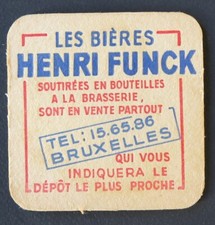 LES BIÈRES
HENRI FUNCK
SOUTIRÉES EN BOUTEILLES
A LA BRASSERIE,
SONT EN VENTE PARTOUT
TEL: 15.65.86
BRUXELLES
QUI VOUS
INDIQUERA LE
DÉPÔT LE PLUS PROCHE